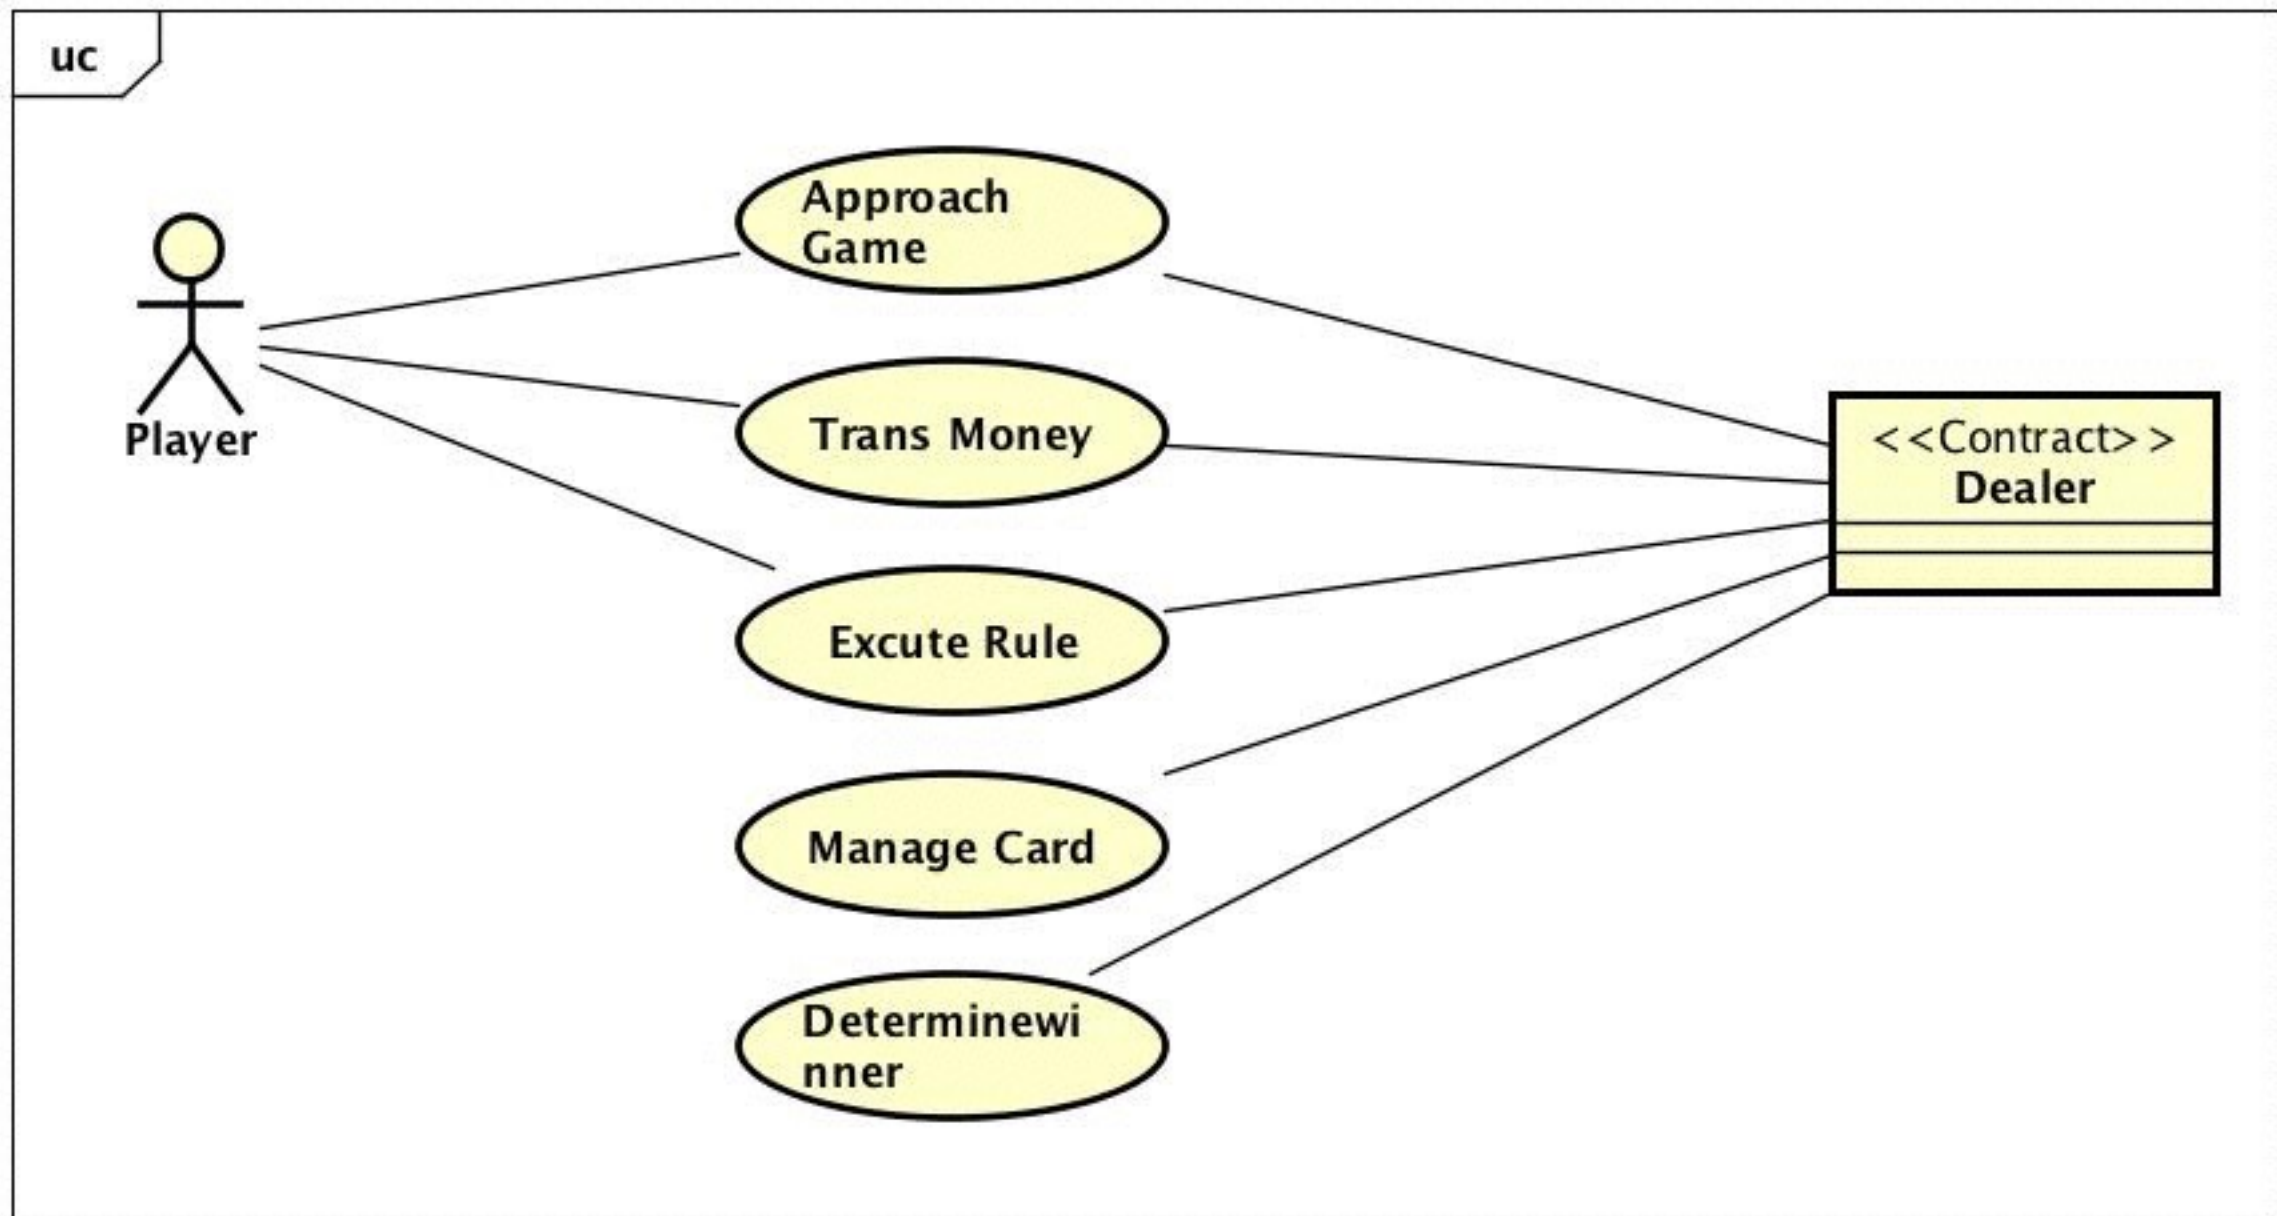 uc
Approach
Game
Player
Trans Money
<<Contract>>
Dealer
Excute Rule
Manage Card
Determinewi
nner